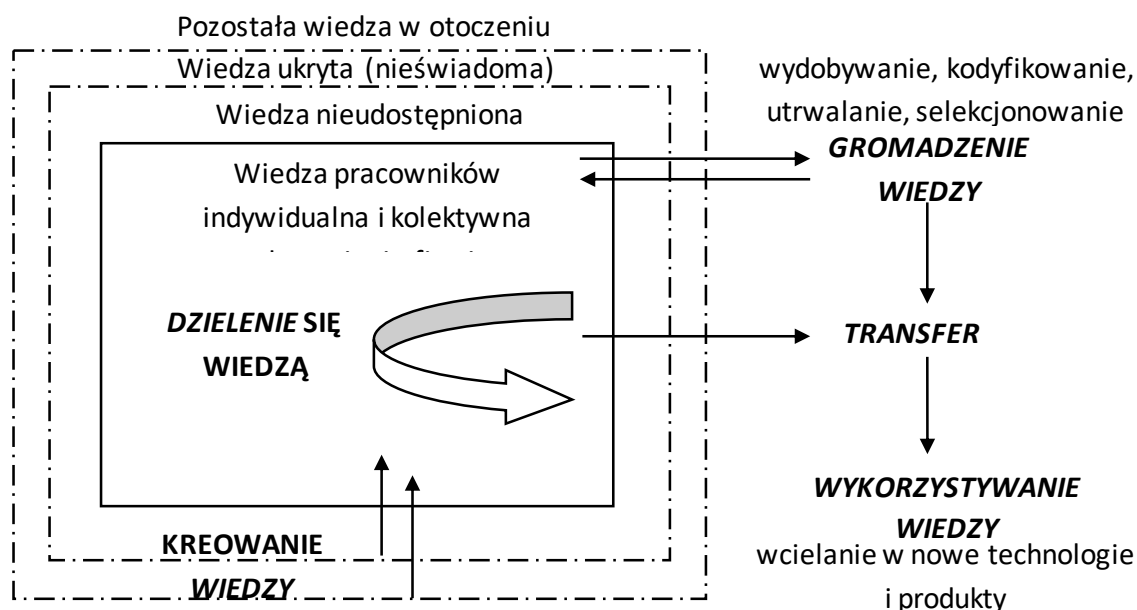 Pozostała wiedza w otoczeniu
Wiedza ukryta (nieświadoma)
Wiedza nieudostępniona
Wiedza pracowników
indywidualna i kolektywna
DZIELENIE SIĘ
WIEDZĄ
KREOWANIE
WIEDZY
wydobywanie, kodyfikowanie,
utrwalanie, selekcjonowanie
GROMADZENIE
WIEDZY
TRANSFER
WYKORZYSTYWANIE
WIEDZY
wcielanie w nowe technologie
i produkty